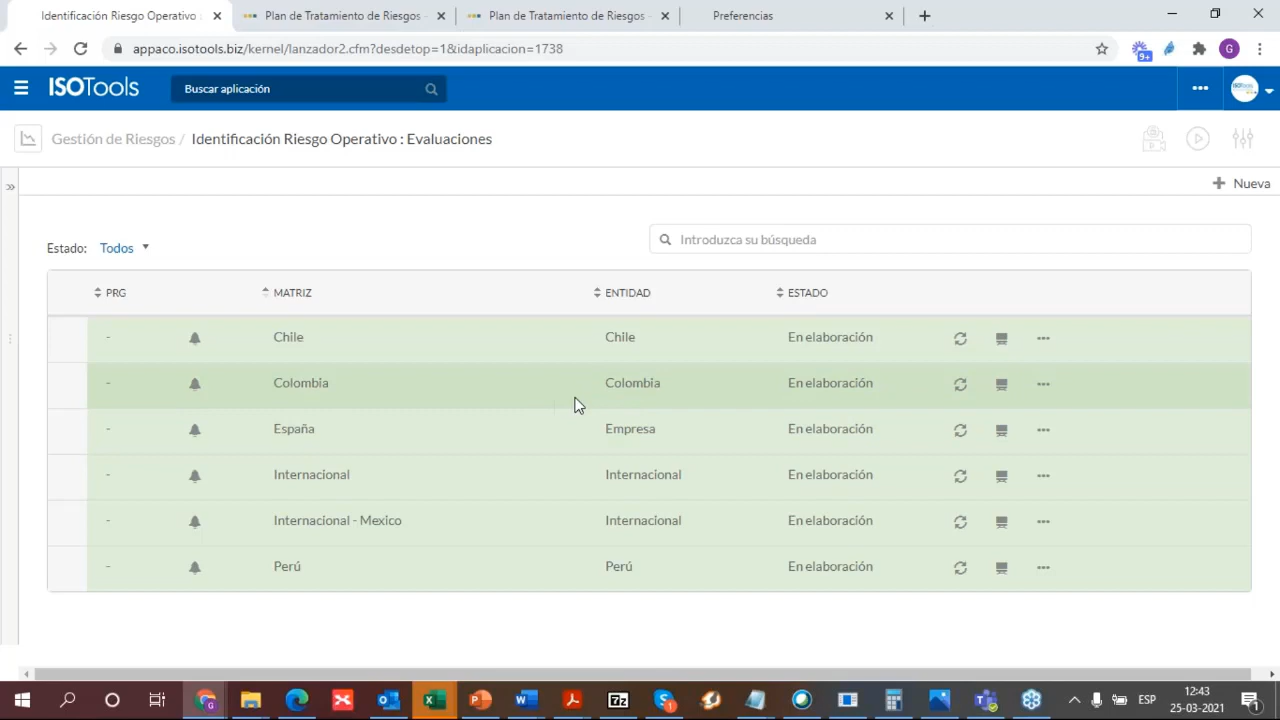 Identificación Riesgo Operativo :
Plan de Tratamiento de Riesgos -
Plan de Tratamiento de Riesgos -
Preferencias
appaco.isotools.biz/kernel/lanzador2.cfm?desdetop=1&idaplicacion=1738
9+
G
ISOTools
Buscar aplicación
Gestión de Riesgos / Identificación Riesgo Operativo : Evaluaciones
Nueva
Estado: Todos
Introduzca su búsqueda
PRG MATRIZ ENTIDAD ESTADO
- Chile Chile En elaboración
- Colombia Colombia En elaboración
- España Empresa En elaboración
- Internacional Internacional En elaboración
- Internacional - Mexico Internacional En elaboración
- Perú Perú En elaboración
ESP
12:43
25-03-2021